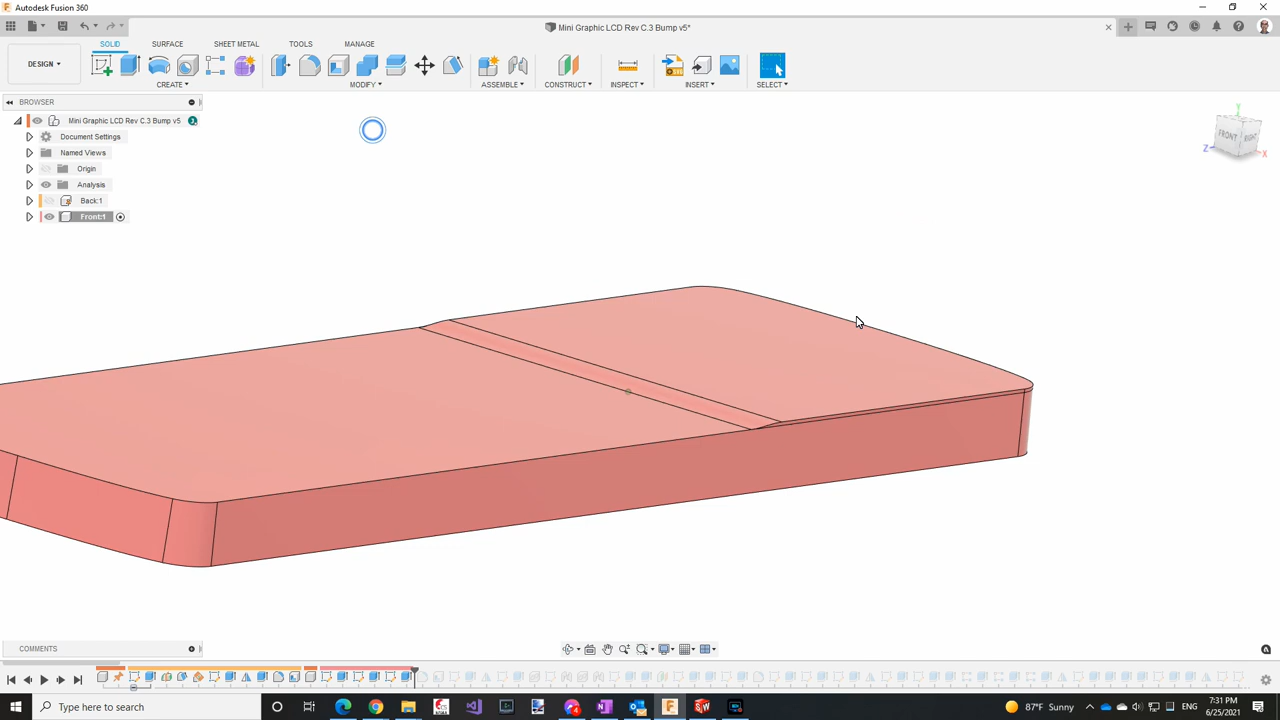 Autodesk Fusion 360
Mini Graphic LCD Rev C.3 Bump v5*
DESIGN
SOLID
SURFACE
SHEET METAL
TOOLS
MANAGE
CREATE
MODIFY
ASSEMBLE
CONSTRUCT
INSPECT
INSERT
SELECT
BROWSER
Mini Graphic LCD Rev C.3 Bump v5
Document Settings
Named Views
Origin
Analysis
Back:1
Front:1
Y
FRONT
RIGHT
Z
X
COMMENTS
Type here to search
87°F Sunny
7:31 PM
6/25/2021